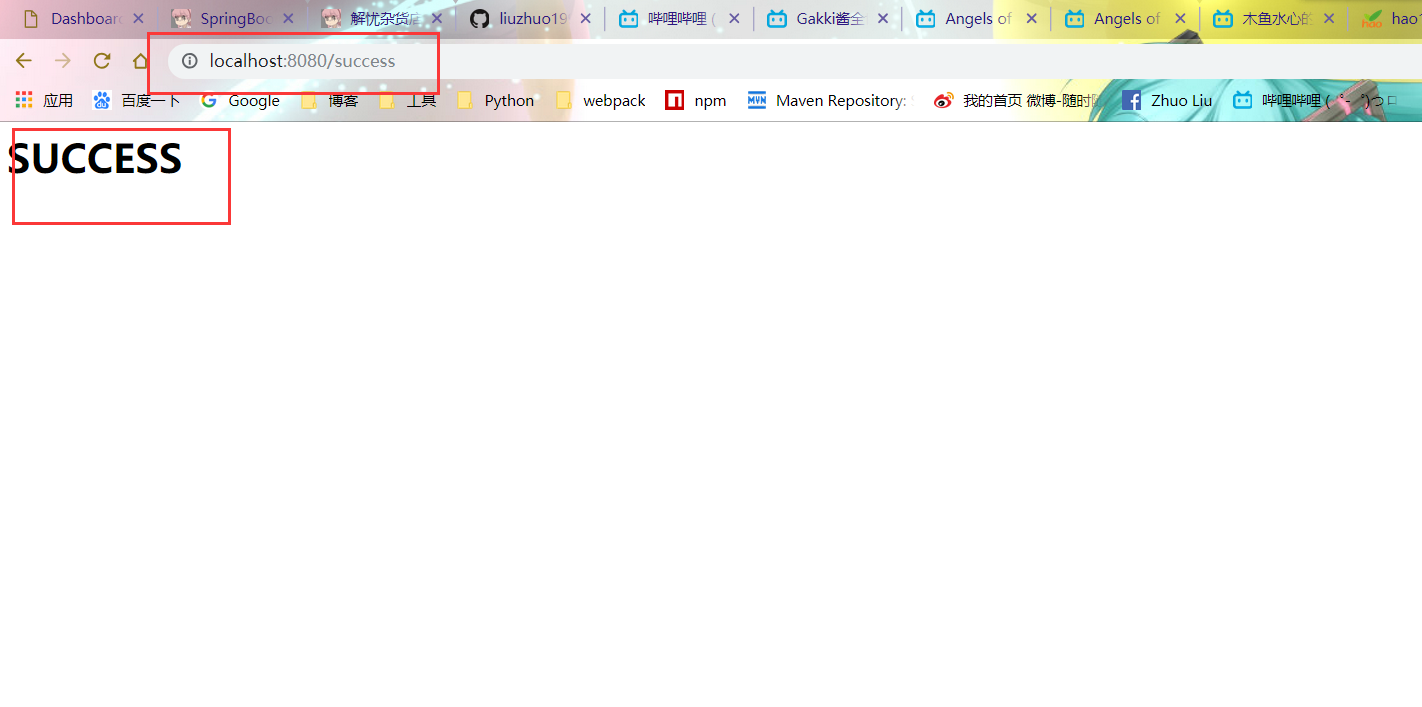 Dashboard SpringBoo 解忧杂货店 liuzhuo199 哔哩哔哩 ( Gakki酱全 Angels of Angels of 木鱼水心的 hao1
localhost:8080/success
应用 百度一下 Google 博客 工具 Python webpack npm MVN Maven Repository: 我的首页 微博-随时随 Zhuo Liu 哔哩哔哩 ( ゜- ゜)つロ
SUCCESS